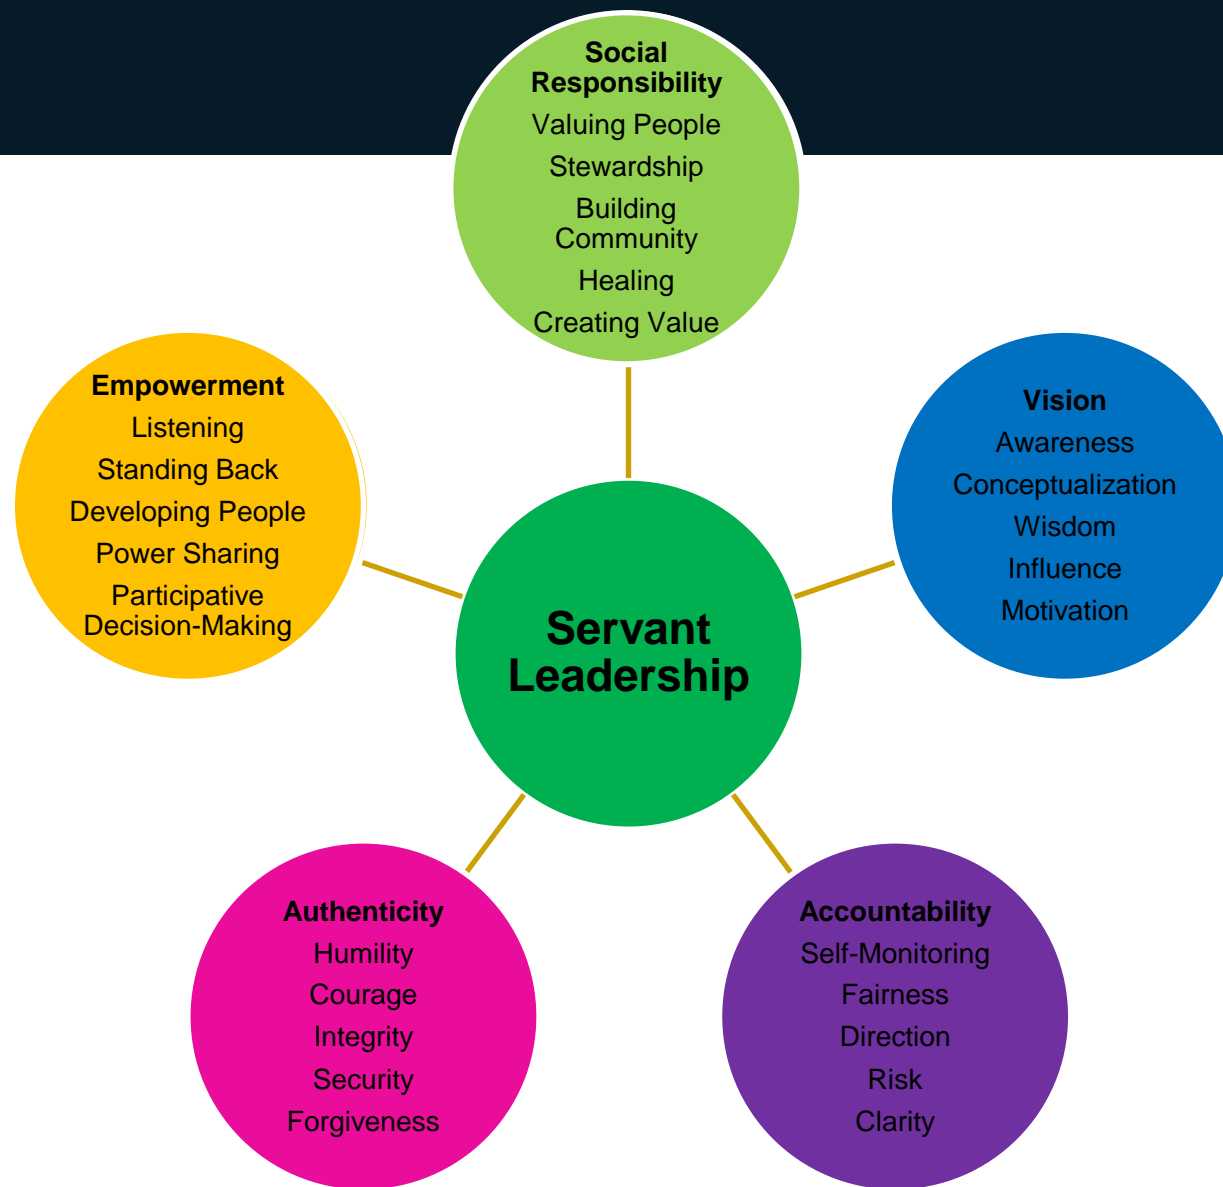 Social
Responsibility
Valuing People
Stewardship
Building
Community
Healing
Creating Value
Empowerment
Listening
Standing Back
Developing People
Power Sharing
Participative
Decision-Making
Vision
Awareness
Conceptualization
Wisdom
Influence
Motivation
Servant
Leadership
Authenticity
Humility
Courage
Integrity
Security
Forgiveness
Accountability
Self-Monitoring
Fairness
Direction
Risk
Clarity